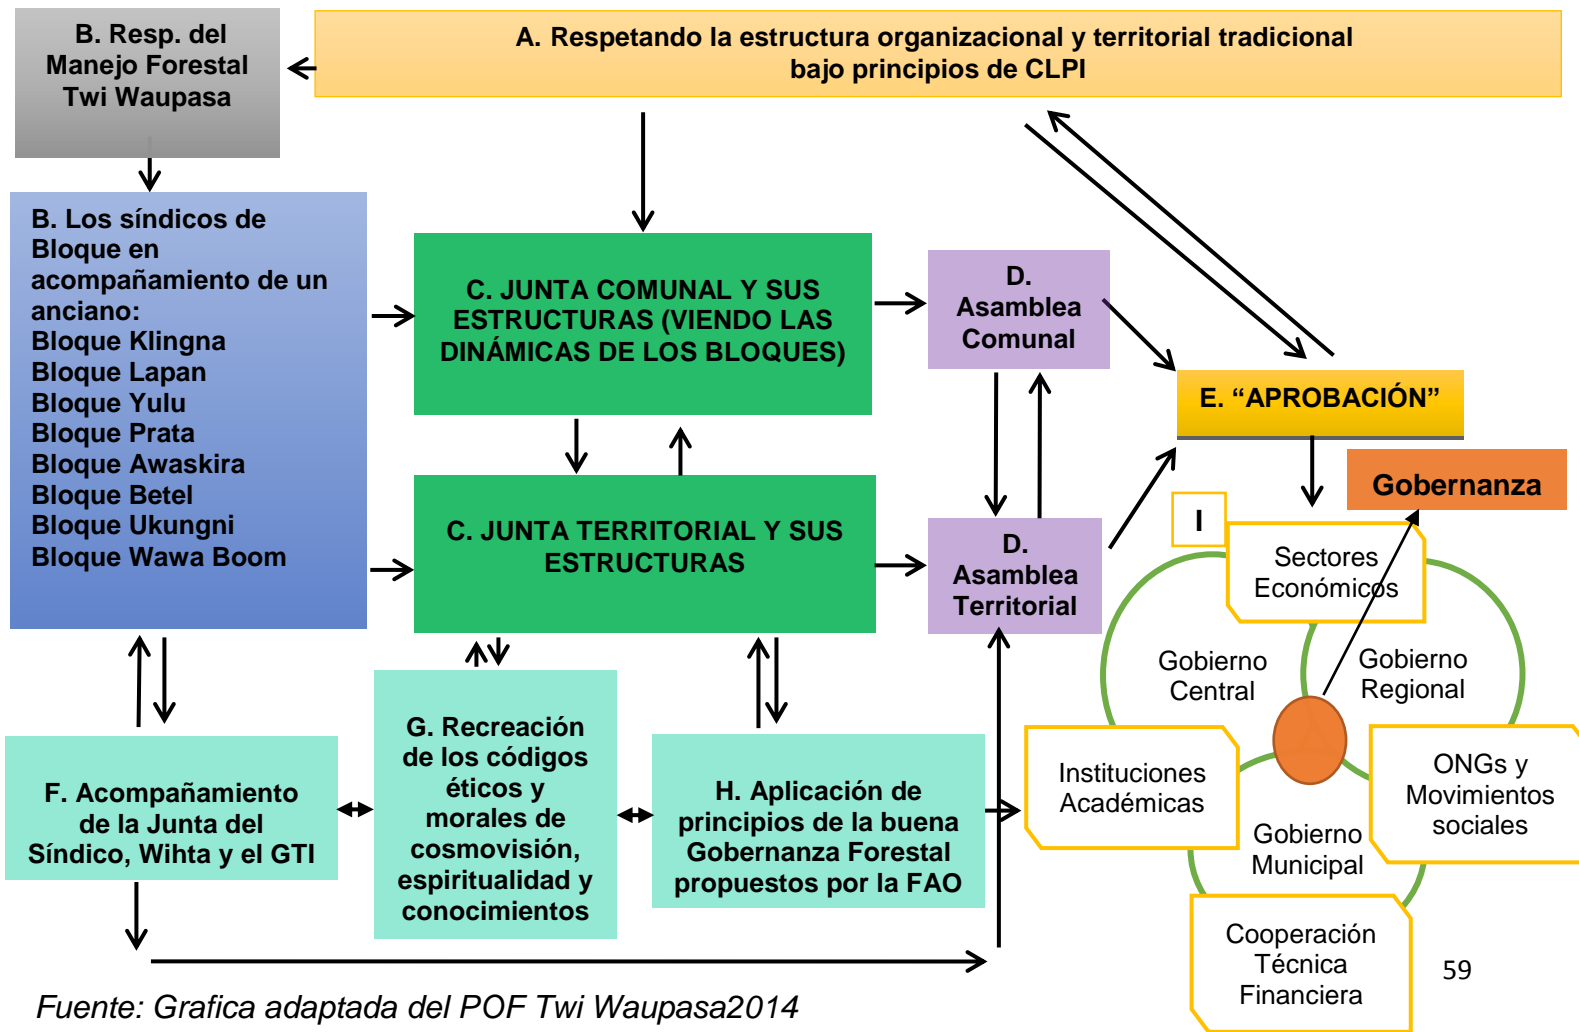 B. Resp. del
Manejo Forestal
Twi Waupasa
A. Respetando la estructura organizacional y territorial tradicional
bajo principios de CLPI
B. Los síndicos de
Bloque en
acompañamiento de un
anciano:
Bloque Klingna
Bloque Lapan
Bloque Yulu
Bloque Prata
Bloque Awaskira
Bloque Betel
Bloque Ukungni
Bloque Wawa Boom
C. JUNTA COMUNAL Y SUS
ESTRUCTURAS (VIENDO LAS
DINÁMICAS DE LOS BLOQUES)
D.
Asamblea
Comunal
E. “APROBACIÓN”
C. JUNTA TERRITORIAL Y SUS
ESTRUCTURAS
D.
Asamblea
Territorial
Gobernanza
I
Sectores
Económicos
Gobierno
Central
Gobierno
Regional
Instituciones
Académicas
ONGs y
Movimientos
sociales
Gobierno
Municipal
Cooperación
Técnica
Financiera
F. Acompañamiento
de la Junta del
Síndico, Wihta y el GTI
G. Recreación
de los códigos
éticos y
morales de
cosmovisión,
espiritualidad y
conocimientos
H. Aplicación de
principios de la buena
Gobernanza Forestal
propuestos por la FAO
59
Fuente: Grafica adaptada del POF Twi Waupasa2014